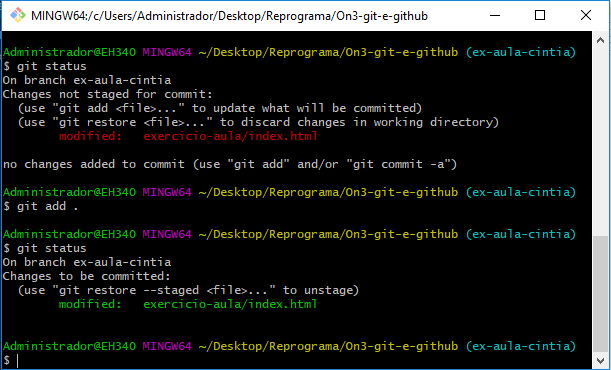 MINGW64:/c/Users/Administrador/Desktop/Reprograma/On3-git-e-github
Administrador@EH340 MINGW64 ~/Desktop/Reprograma/On3-git-e-github (ex-aula-cintia)
$ git status
On branch ex-aula-cintia
Changes not staged for commit:
  (use "git add <file>..." to update what will be committed)
  (use "git restore <file>..." to discard changes in working directory)
        modified:   exercicio-aula/index.html
no changes added to commit (use "git add" and/or "git commit -a")
Administrador@EH340 MINGW64 ~/Desktop/Reprograma/On3-git-e-github (ex-aula-cintia)
$ git add .
Administrador@EH340 MINGW64 ~/Desktop/Reprograma/On3-git-e-github (ex-aula-cintia)
$ git status
On branch ex-aula-cintia
Changes to be committed:
  (use "git restore --staged <file>..." to unstage)
        modified:   exercicio-aula/index.html
Administrador@EH340 MINGW64 ~/Desktop/Reprograma/On3-git-e-github (ex-aula-cintia)
$